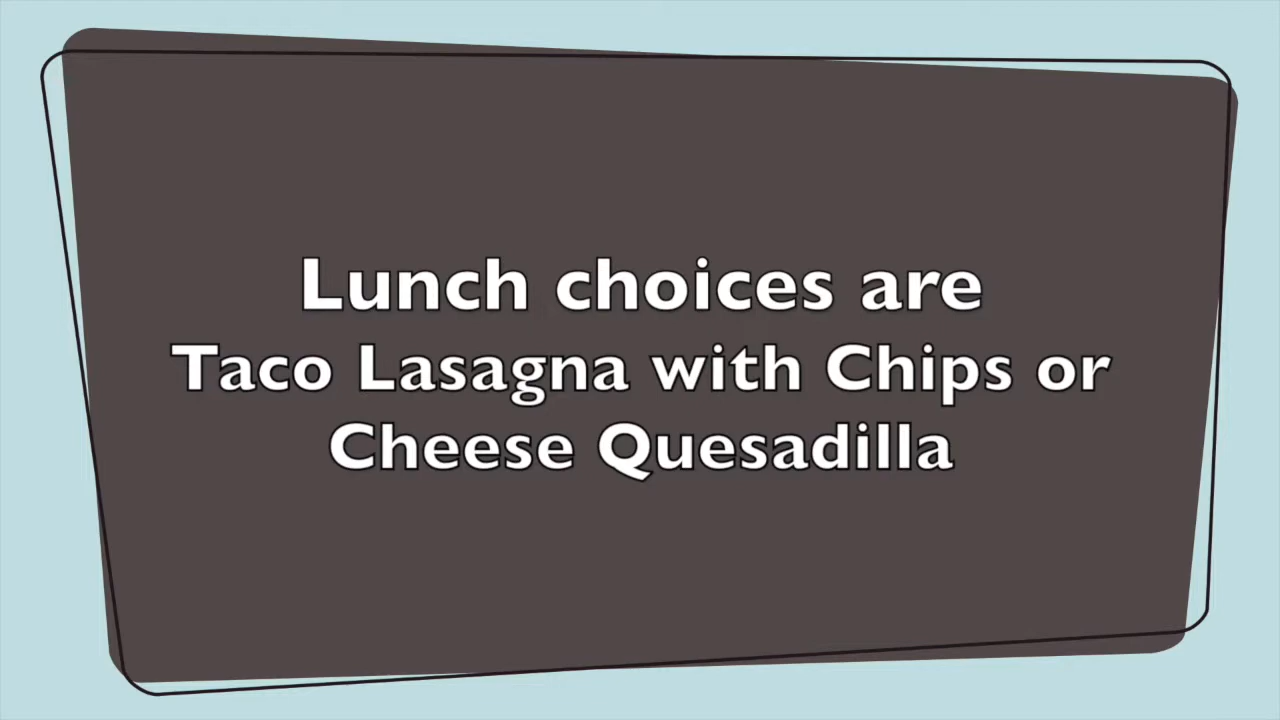 Lunch choices are
Taco Lasagna with Chips or
Cheese Quesadilla